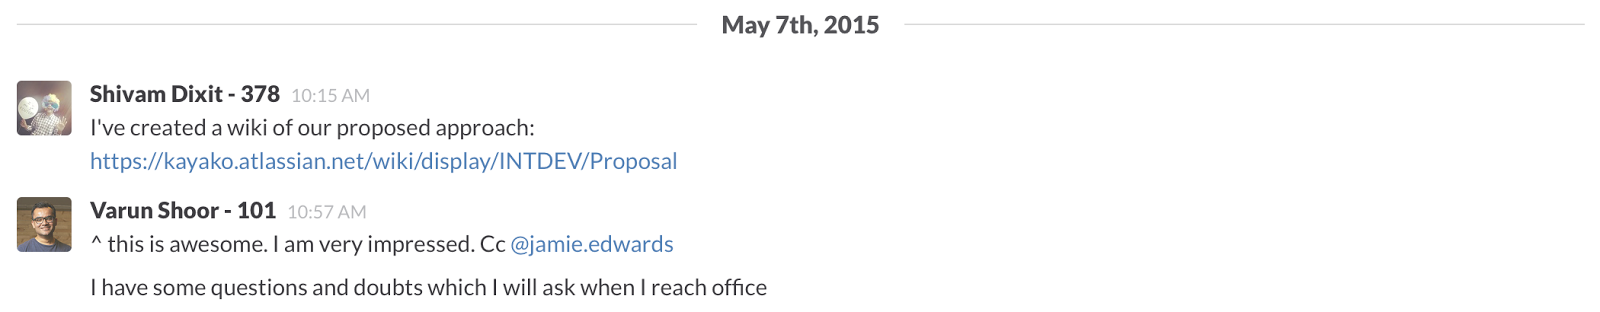 May 7th, 2015
Shivam Dixit - 378 10:15 AM
I've created a wiki of our proposed approach:
https://kayako.atlassian.net/wiki/display/INTDEV/Proposal
Varun Shoor - 101 10:57 AM
^ this is awesome. I am very impressed. Cc @jamie.edwards
I have some questions and doubts which I will ask when I reach office